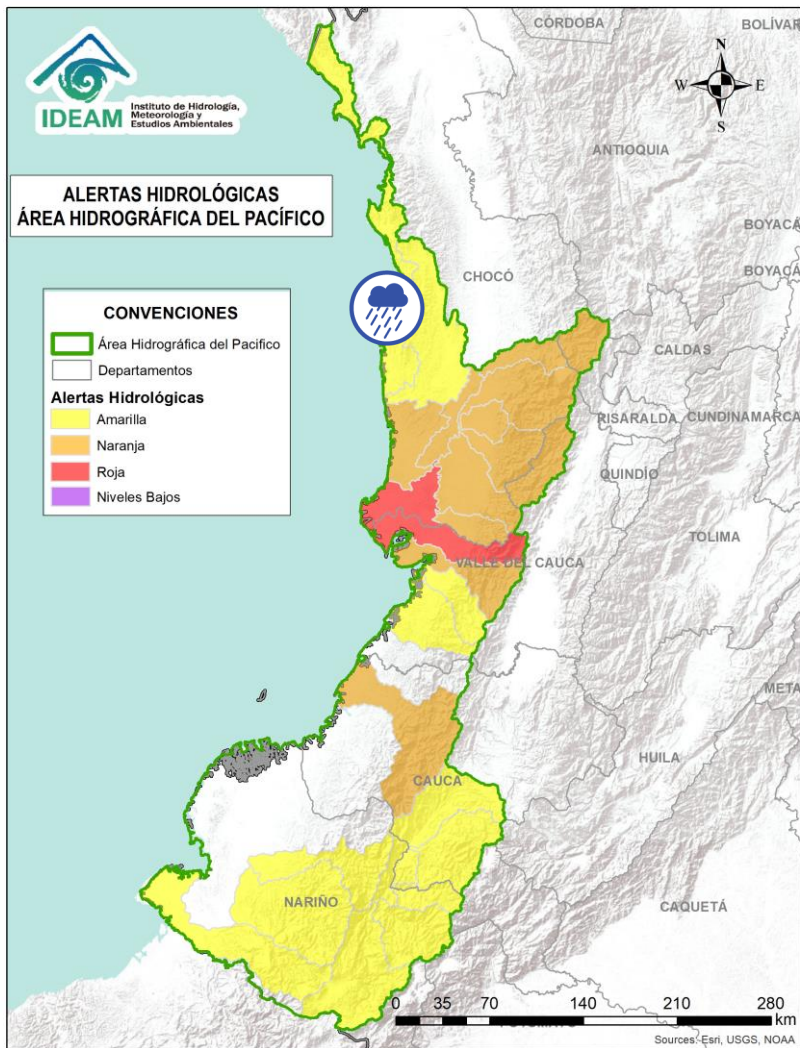 CÓRDOBA
BOLÍVAR
N
W
E
S
IDEAM
Instituto de Hidrología,
Meteorología y
Estudios Ambientales
ANTIOQUIA
ALERTAS HIDROLÓGICAS
ÁREA HIDROGRÁFICA DEL PACÍFICO
BOYACÁ
BOYACÁ
CHOCÓ
CONVENCIONES
Área Hidrográfica del Pacifico
Departamentos
Alertas Hidrológicas
Amarilla
Naranja
Roja
Niveles Bajos
CALDAS
RISARALDA
CUNDINAMARCA
QUINDÍO
TOLIMA
VALLE DEL CAUCA
META
HUILA
CAUCA
NARIÑO
CAQUETÁ
0 35 70 140 210 280
km
Sources: Esri, USGS, NOAA